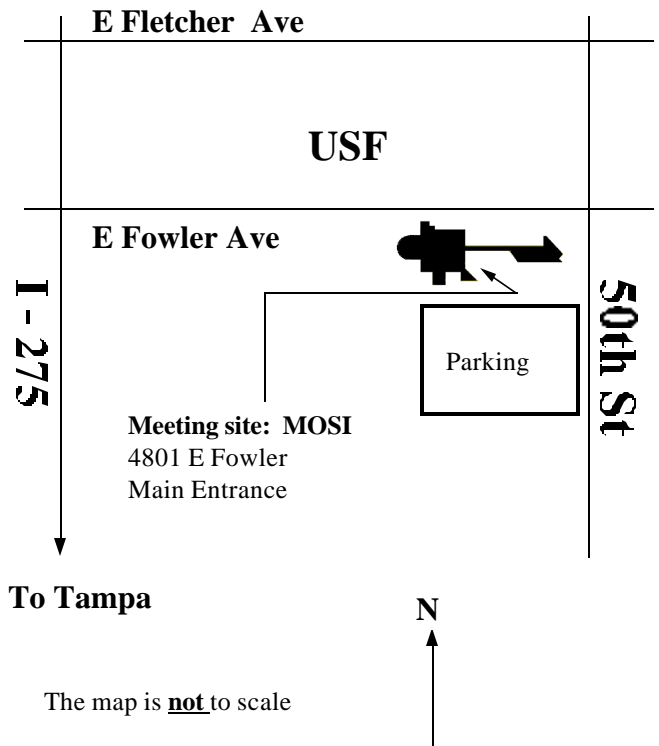 E Fletcher Ave
USF
E Fowler Ave
I - 275
50th St
Parking
Meeting site: MOSI
4801 E Fowler
Main Entrance
To Tampa
N
The map is not to scale